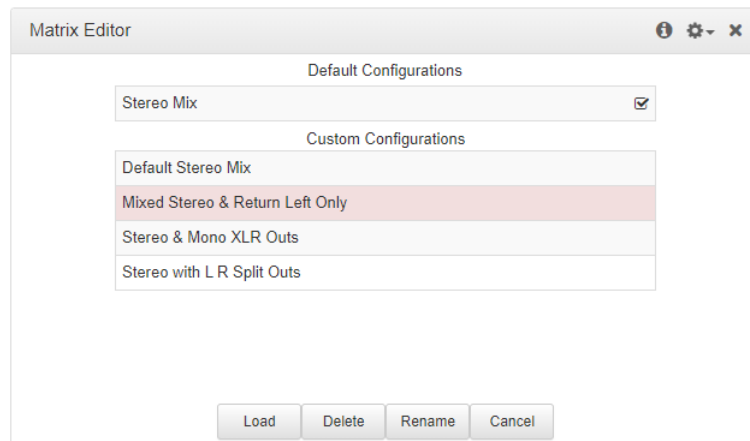 Matrix Editor
Default Configurations
Stereo Mix
Custom Configurations
Default Stereo Mix
Mixed Stereo & Return Left Only
Stereo & Mono XLR Outs
Stereo with L R Split Outs
Load Delete Rename Cancel